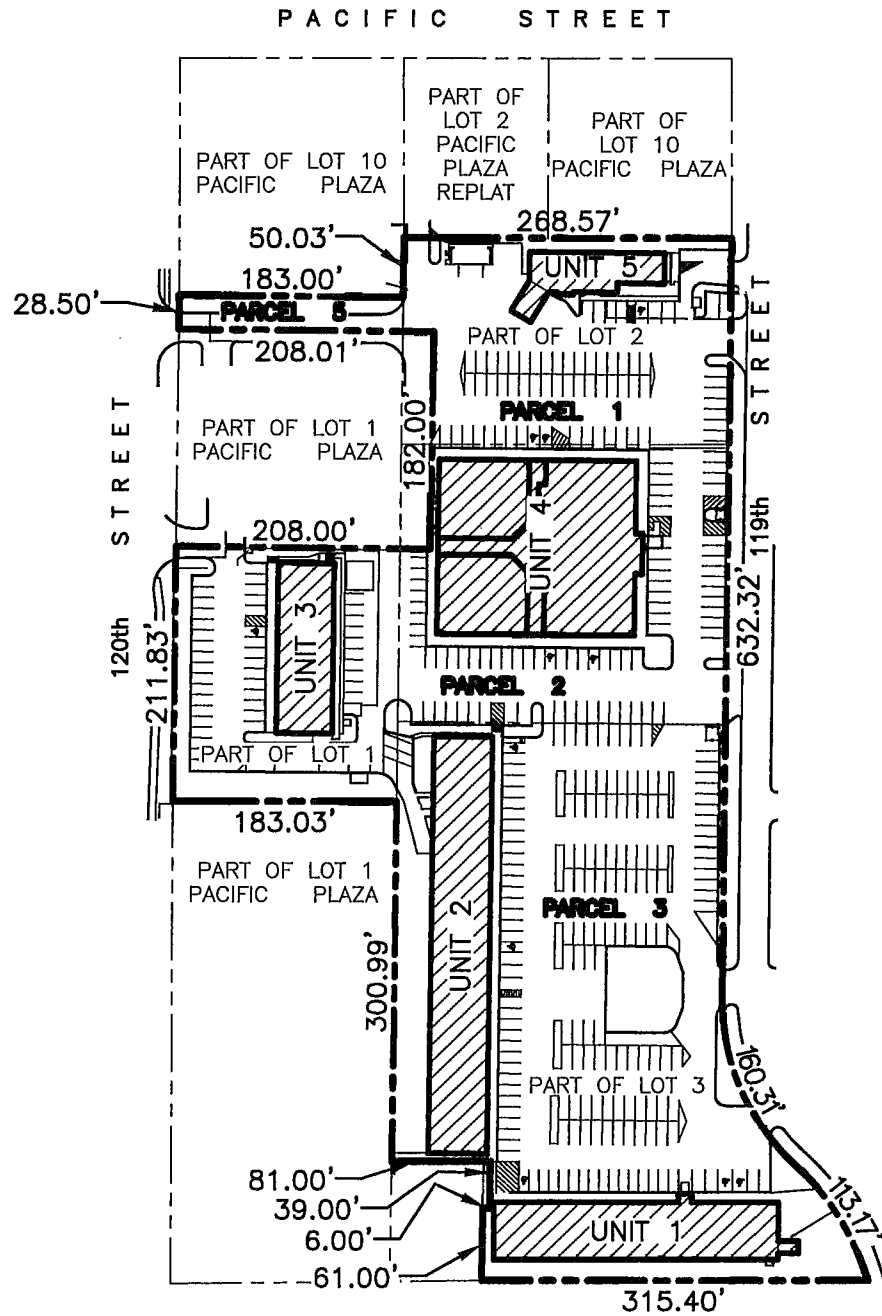 PACIFIC STREET
PART OF
LOT 2
PACIFIC
PLAZA
REPLAT
PART OF
LOT 10
PACIFIC PLAZA
PART OF LOT 10
PACIFIC PLAZA
268.57'
50.03'
183.00'
UNIT 5
28.50'
PARCEL 5
STREET
PART OF LOT 2
208.01'
PARCEL 1
STREET
PART OF LOT 1
PACIFIC PLAZA
182.00'
208.00'
UNIT 4
119th
UNIT 3
632.32'
120th
211.83'
PARCEL 2
PART OF LOT 1
183.03'
PART OF LOT 1
PACIFIC PLAZA
UNIT 2
PARCEL 3
300.99'
160.31'
PART OF LOT 3
81.00'
39.00'
113.17'
6.00'
UNIT 1
61.00'
315.40'